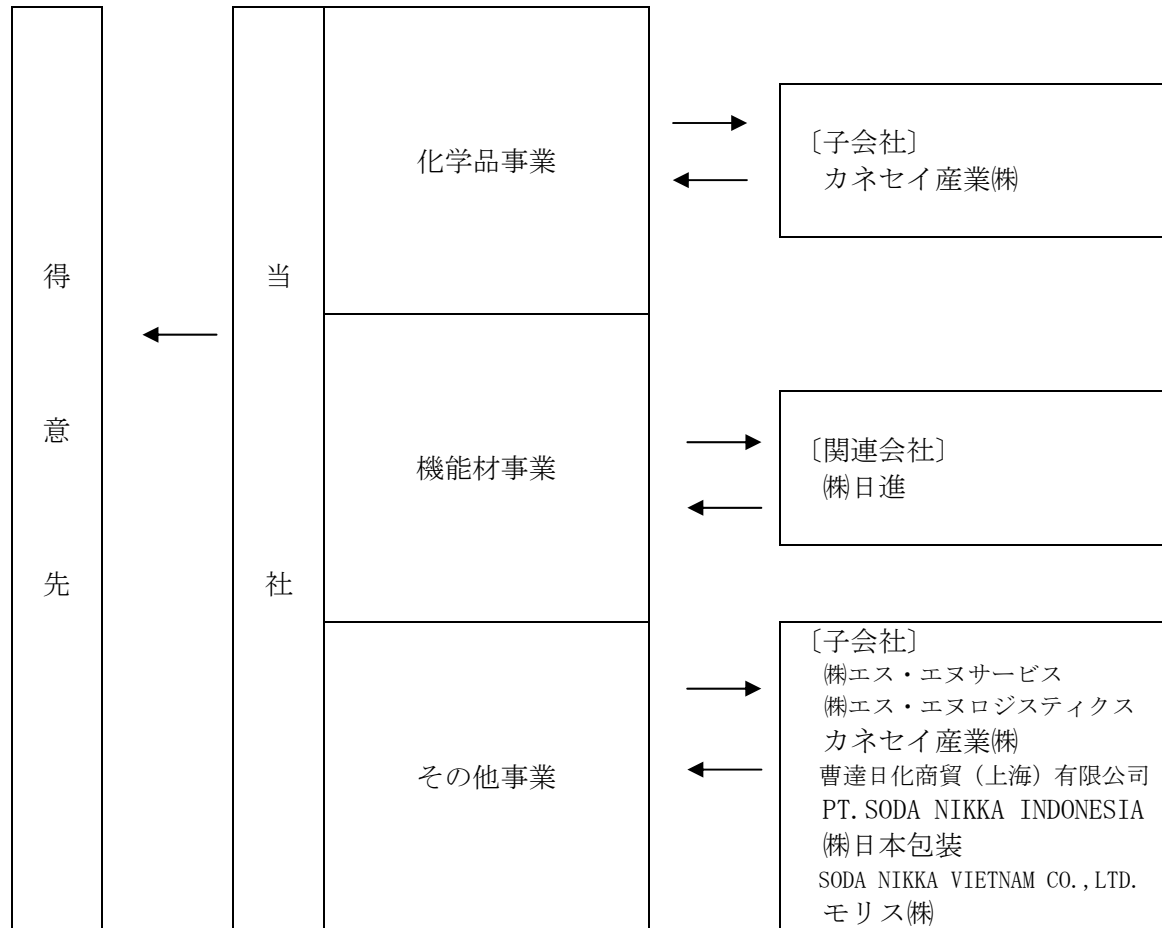 得意先
当社
化学品事業
〔子会社〕
カネセイ産業㈱
機能材事業
〔関連会社〕
㈱日進
その他事業
〔子会社〕
㈱エス・エヌサービス
㈱エス・エヌロジスティクス
カネセイ産業㈱
曹達日化商貿（上海）有限公司
PT.SODA NIKKA INDONESIA
㈱日本包装
SODA NIKKA VIETNAM CO.,LTD.
モリス㈱